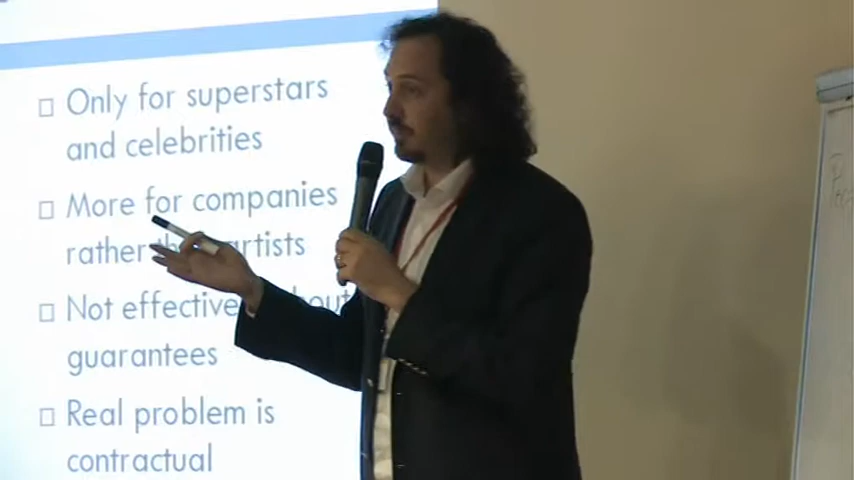 Only for superstars
and celebrities
More for companies
rather artists
Not effective
guarantees
Real problem is
contractual